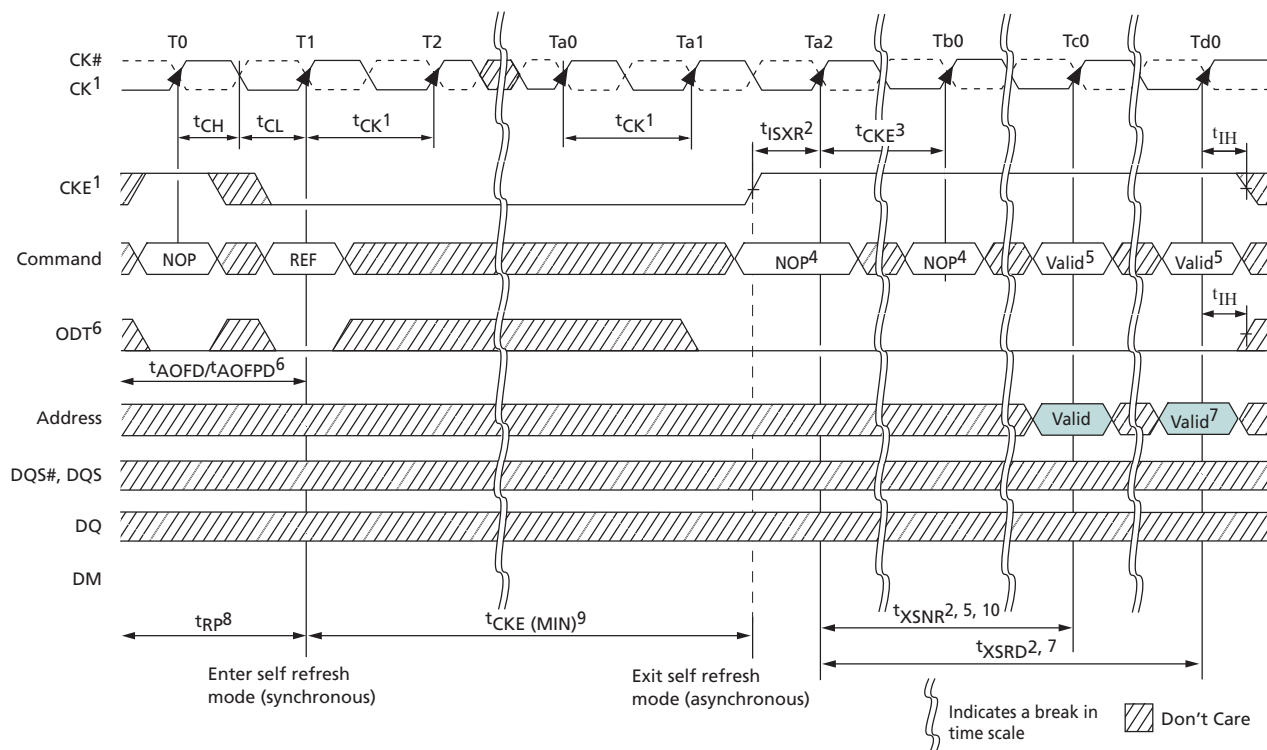 T0 T1 T2 Ta0 Ta1 Ta2 Tb0 Tc0 Td0
CK#
CK1
tCH tCL tCK1 tCK1 tISXR2 tCKE3 tIH
CKE1
Command NOP REF NOP4 NOP4 Valid5 Valid5
tIH
ODT6
tAOFD/tAOFPD6
Address Valid Valid7
DQS#, DQS
DQ
DM
tRP8 tCKE (MIN)9 tXSNR2, 5, 10
tXSRD2, 7
Enter self refresh
mode (synchronous)
Exit self refresh
mode (asynchronous)
Indicates a break in
time scale
Don't Care